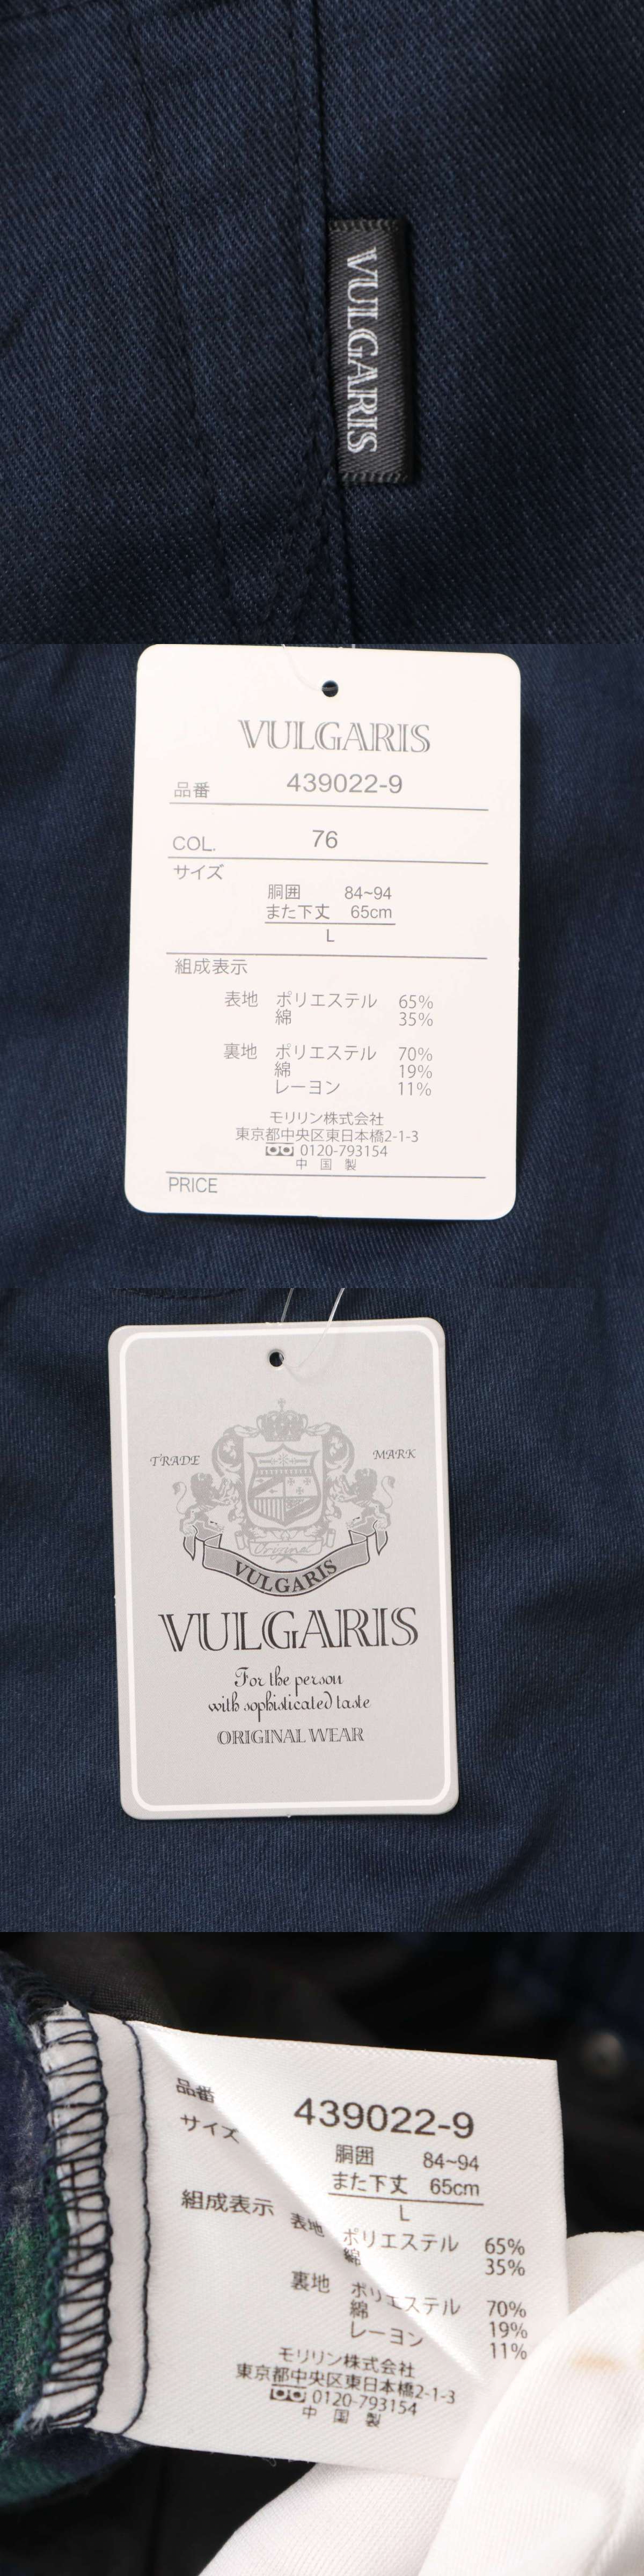 VULGARIS
VULGARIS
品番 439022-9
COL. 76
サイズ
胴囲 84~94
また下丈 65cm
L
組成表示
表地 ポリエステル 65%
綿 35%
裏地 ポリエステル 70%
綿 19%
レーヨン 11%
モリリン株式会社
東京都中央区東日本橋2-1-3
0120-793154
中国製
PRICE
TRADE MARK
VULGARIS
VULGARIS
For the person
with sophisticated taste
ORIGINAL WEAR
品番 439022-9
サイズ
胴囲 84~94
また下丈 65cm
L
組成表示
表地 ポリエステル 65%
綿 35%
裏地 ポリエステル 70%
綿 19%
レーヨン 11%
モリリン株式会社
東京都中央区東日本橋2-1-3
0120-793154
中国製